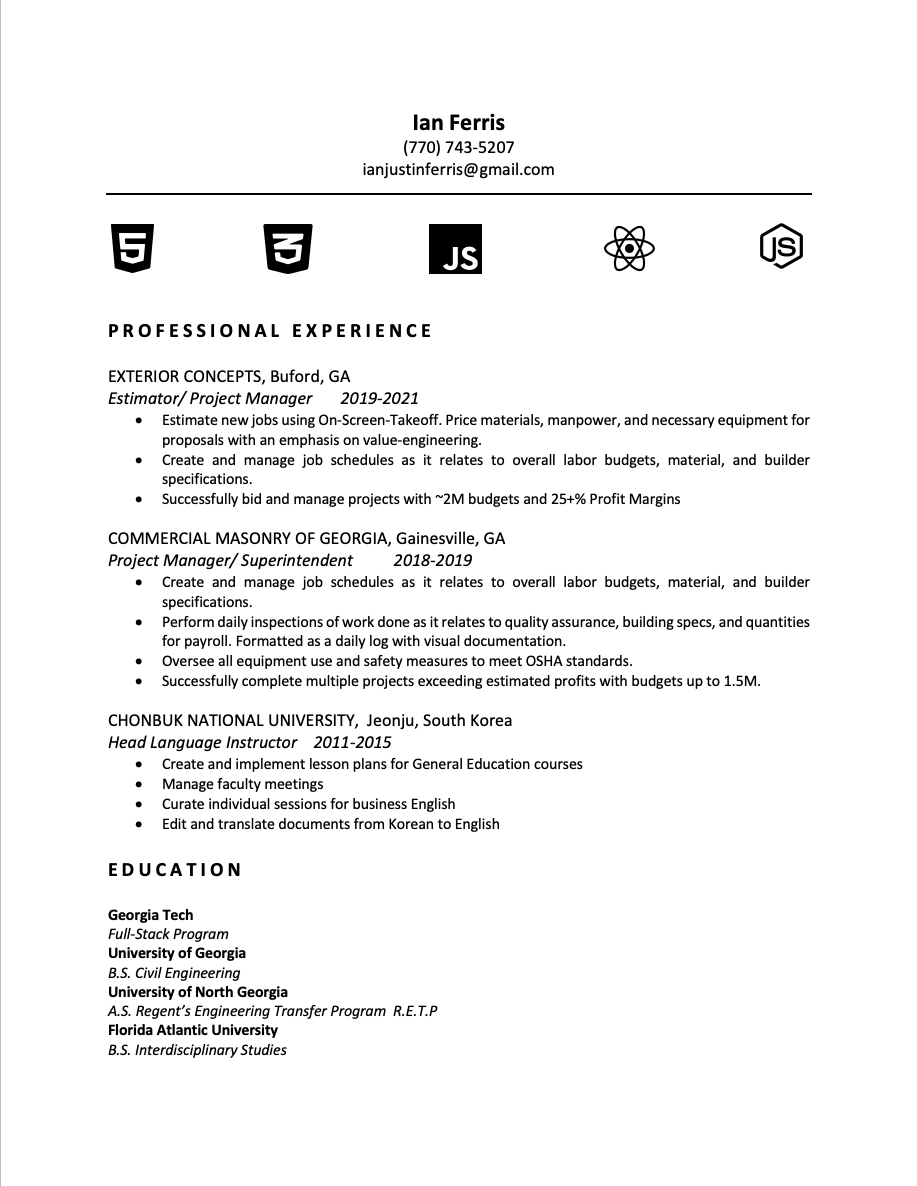 Ian Ferris
(770) 743-5207
ianjustinferris@gmail.com
5 3 JS JS
PROFESSIONAL EXPERIENCE
EXTERIOR CONCEPTS, Buford, GA
Estimator/ Project Manager 2019-2021
• Estimate new jobs using On-Screen-Takeoff. Price materials, manpower, and necessary equipment for
proposals with an emphasis on value-engineering.
• Create and manage job schedules as it relates to overall labor budgets, material, and builder
specifications.
• Successfully bid and manage projects with ~2M budgets and 25+% Profit Margins
COMMERCIAL MASONRY OF GEORGIA, Gainesville, GA
Project Manager/ Superintendent 2018-2019
• Create and manage job schedules as it relates to overall labor budgets, material, and builder
specifications.
• Perform daily inspections of work done as it relates to quality assurance, building specs, and quantities
for payroll. Formatted as a daily log with visual documentation.
• Oversee all equipment use and safety measures to meet OSHA standards.
• Successfully complete multiple projects exceeding estimated profits with budgets up to 1.5M.
CHONBUK NATIONAL UNIVERSITY, Jeonju, South Korea
Head Language Instructor 2011-2015
• Create and implement lesson plans for General Education courses
• Manage faculty meetings
• Curate individual sessions for business English
• Edit and translate documents from Korean to English
EDUCATION
Georgia Tech
Full-Stack Program
University of Georgia
B.S. Civil Engineering
University of North Georgia
A.S. Regent’s Engineering Transfer Program R.E.T.P
Florida Atlantic University
B.S. Interdisciplinary Studies